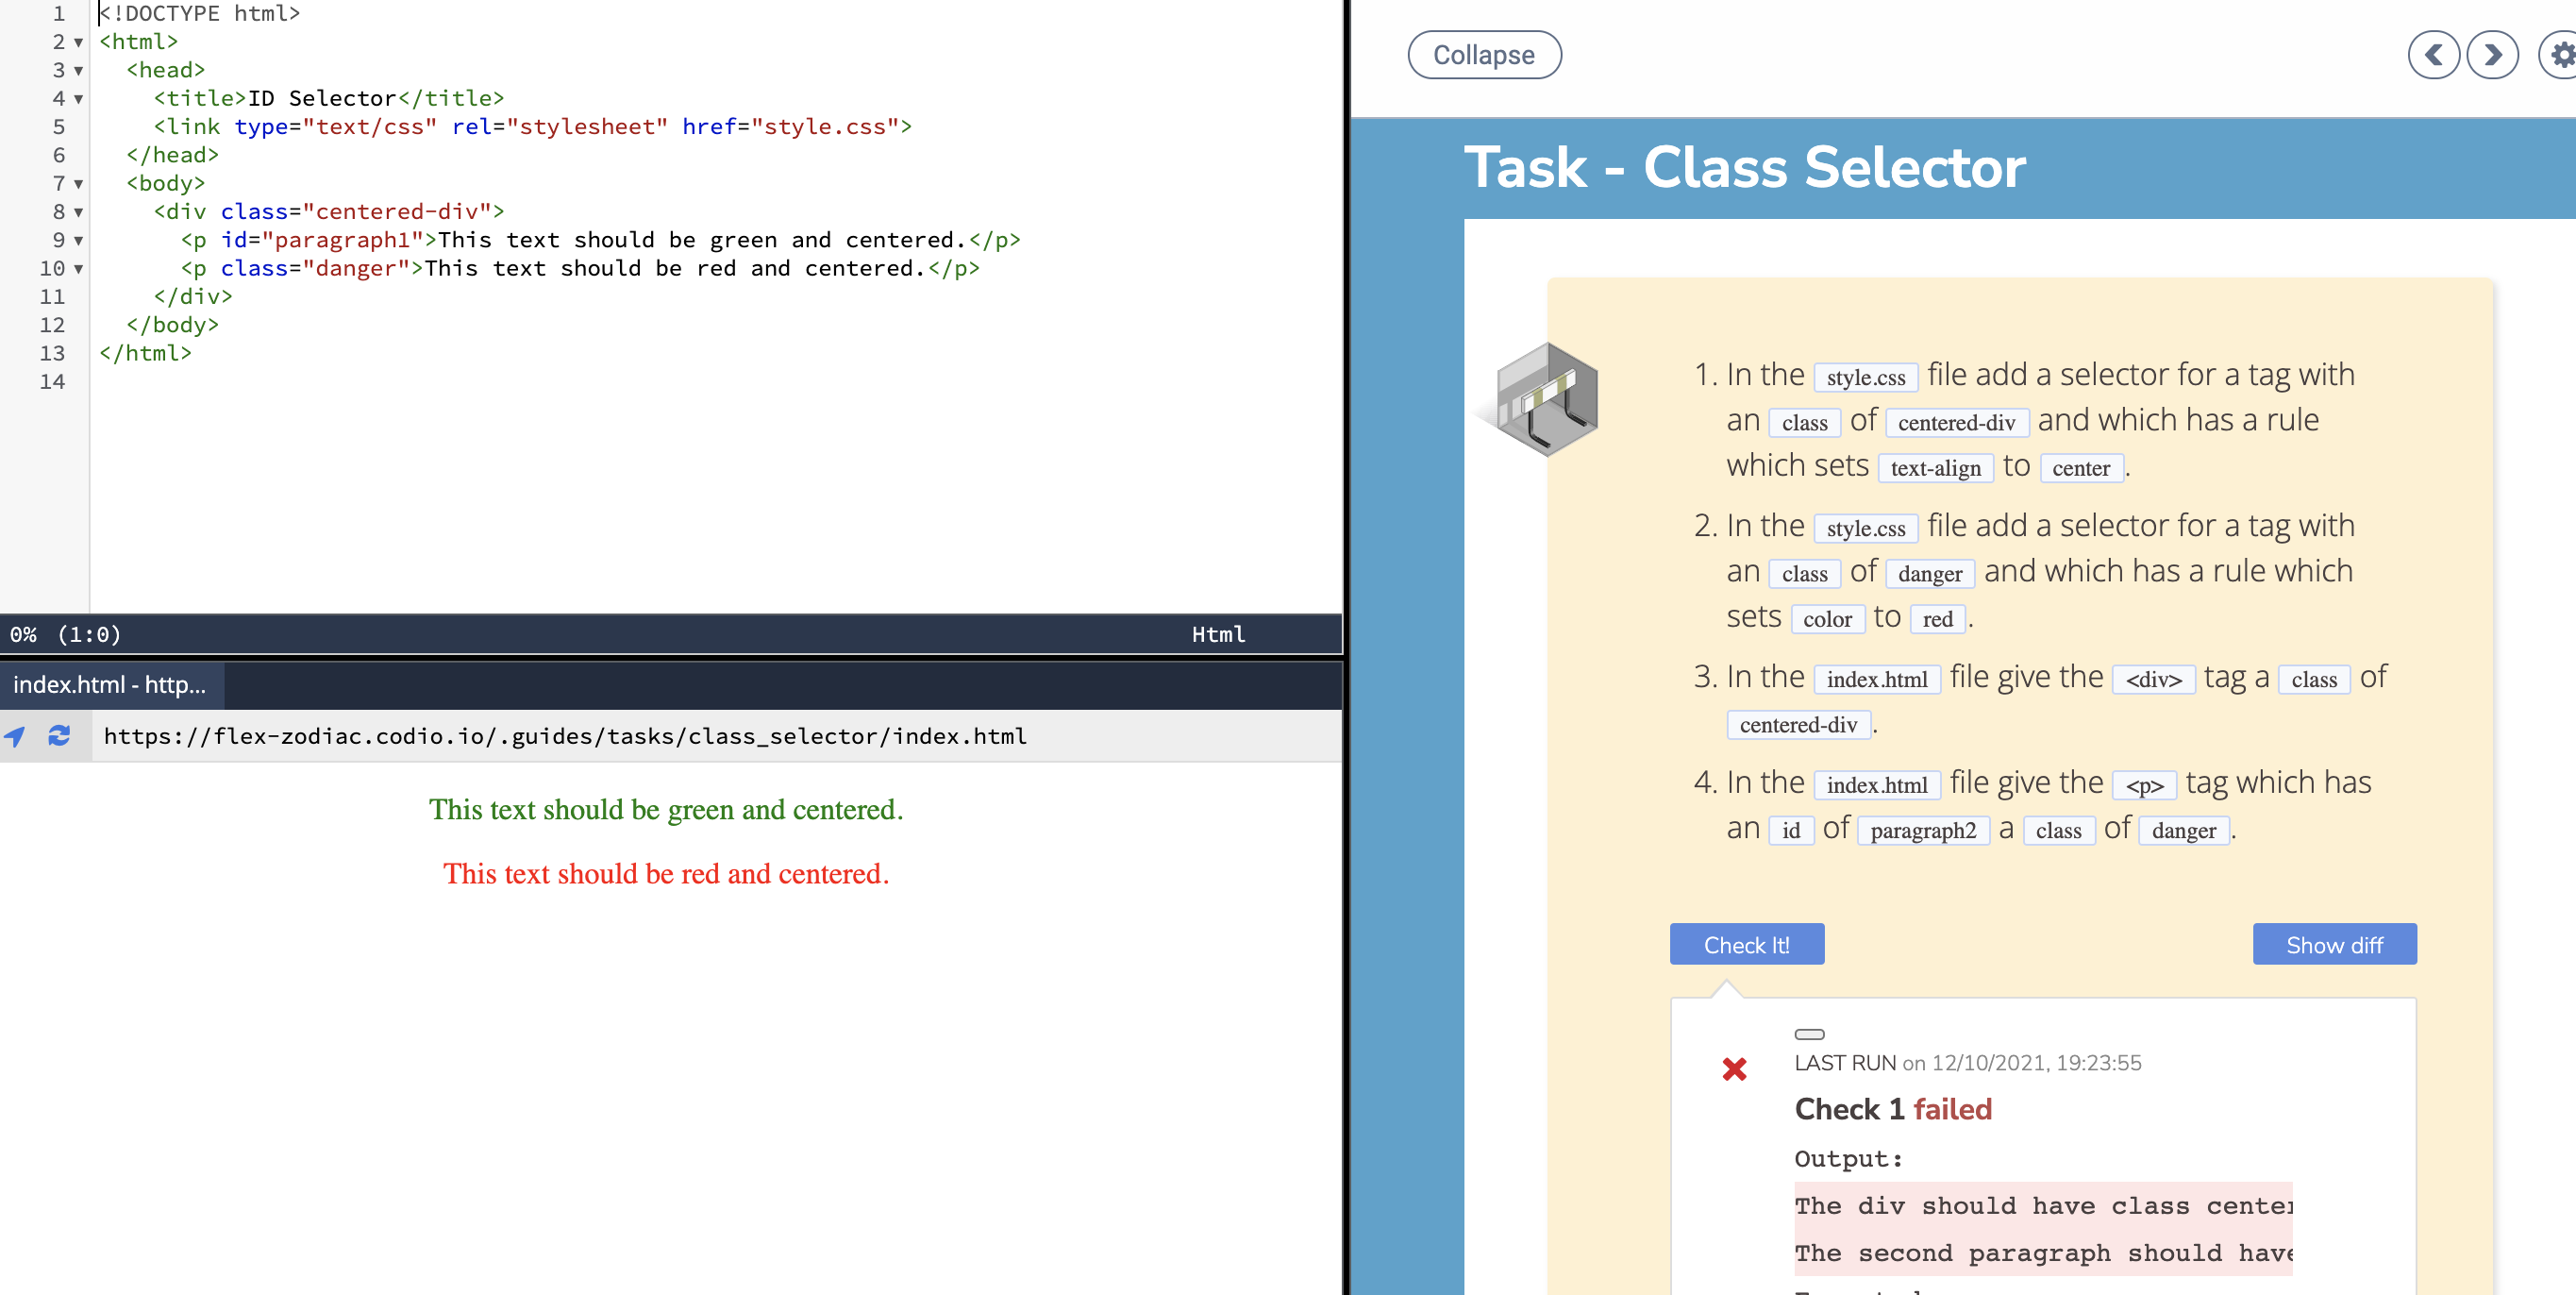 1 <!DOCTYPE html>
2 <html>
3 <head>
4 <title>ID Selector</title>
5 <link type="text/css" rel="stylesheet" href="style.css">
6 </head>
7 <body>
8 <div class="centered-div">
9 <p id="paragraph1">This text should be green and centered.</p>
10 <p class="danger">This text should be red and centered.</p>
11 </div>
12 </body>
13 </html>
14
0% (1:0) Html
index.html - http...
https://flex-zodiac.codio.io/.guides/tasks/class_selector/index.html
This text should be green and centered.
This text should be red and centered.
Collapse
Task - Class Selector
1. In the style.css file add a selector for a tag with
an class of centered-div and which has a rule
which sets text-align to center.
2. In the style.css file add a selector for a tag with
an class of danger and which has a rule which
sets color to red.
3. In the index.html file give the <div> tag a class of
centered-div.
4. In the index.html file give the <p> tag which has
an id of paragraph2 a class of danger.
Check It! Show diff
LAST RUN on 12/10/2021, 19:23:55
Check 1 failed
Output:
The div should have class center
The second paragraph should have